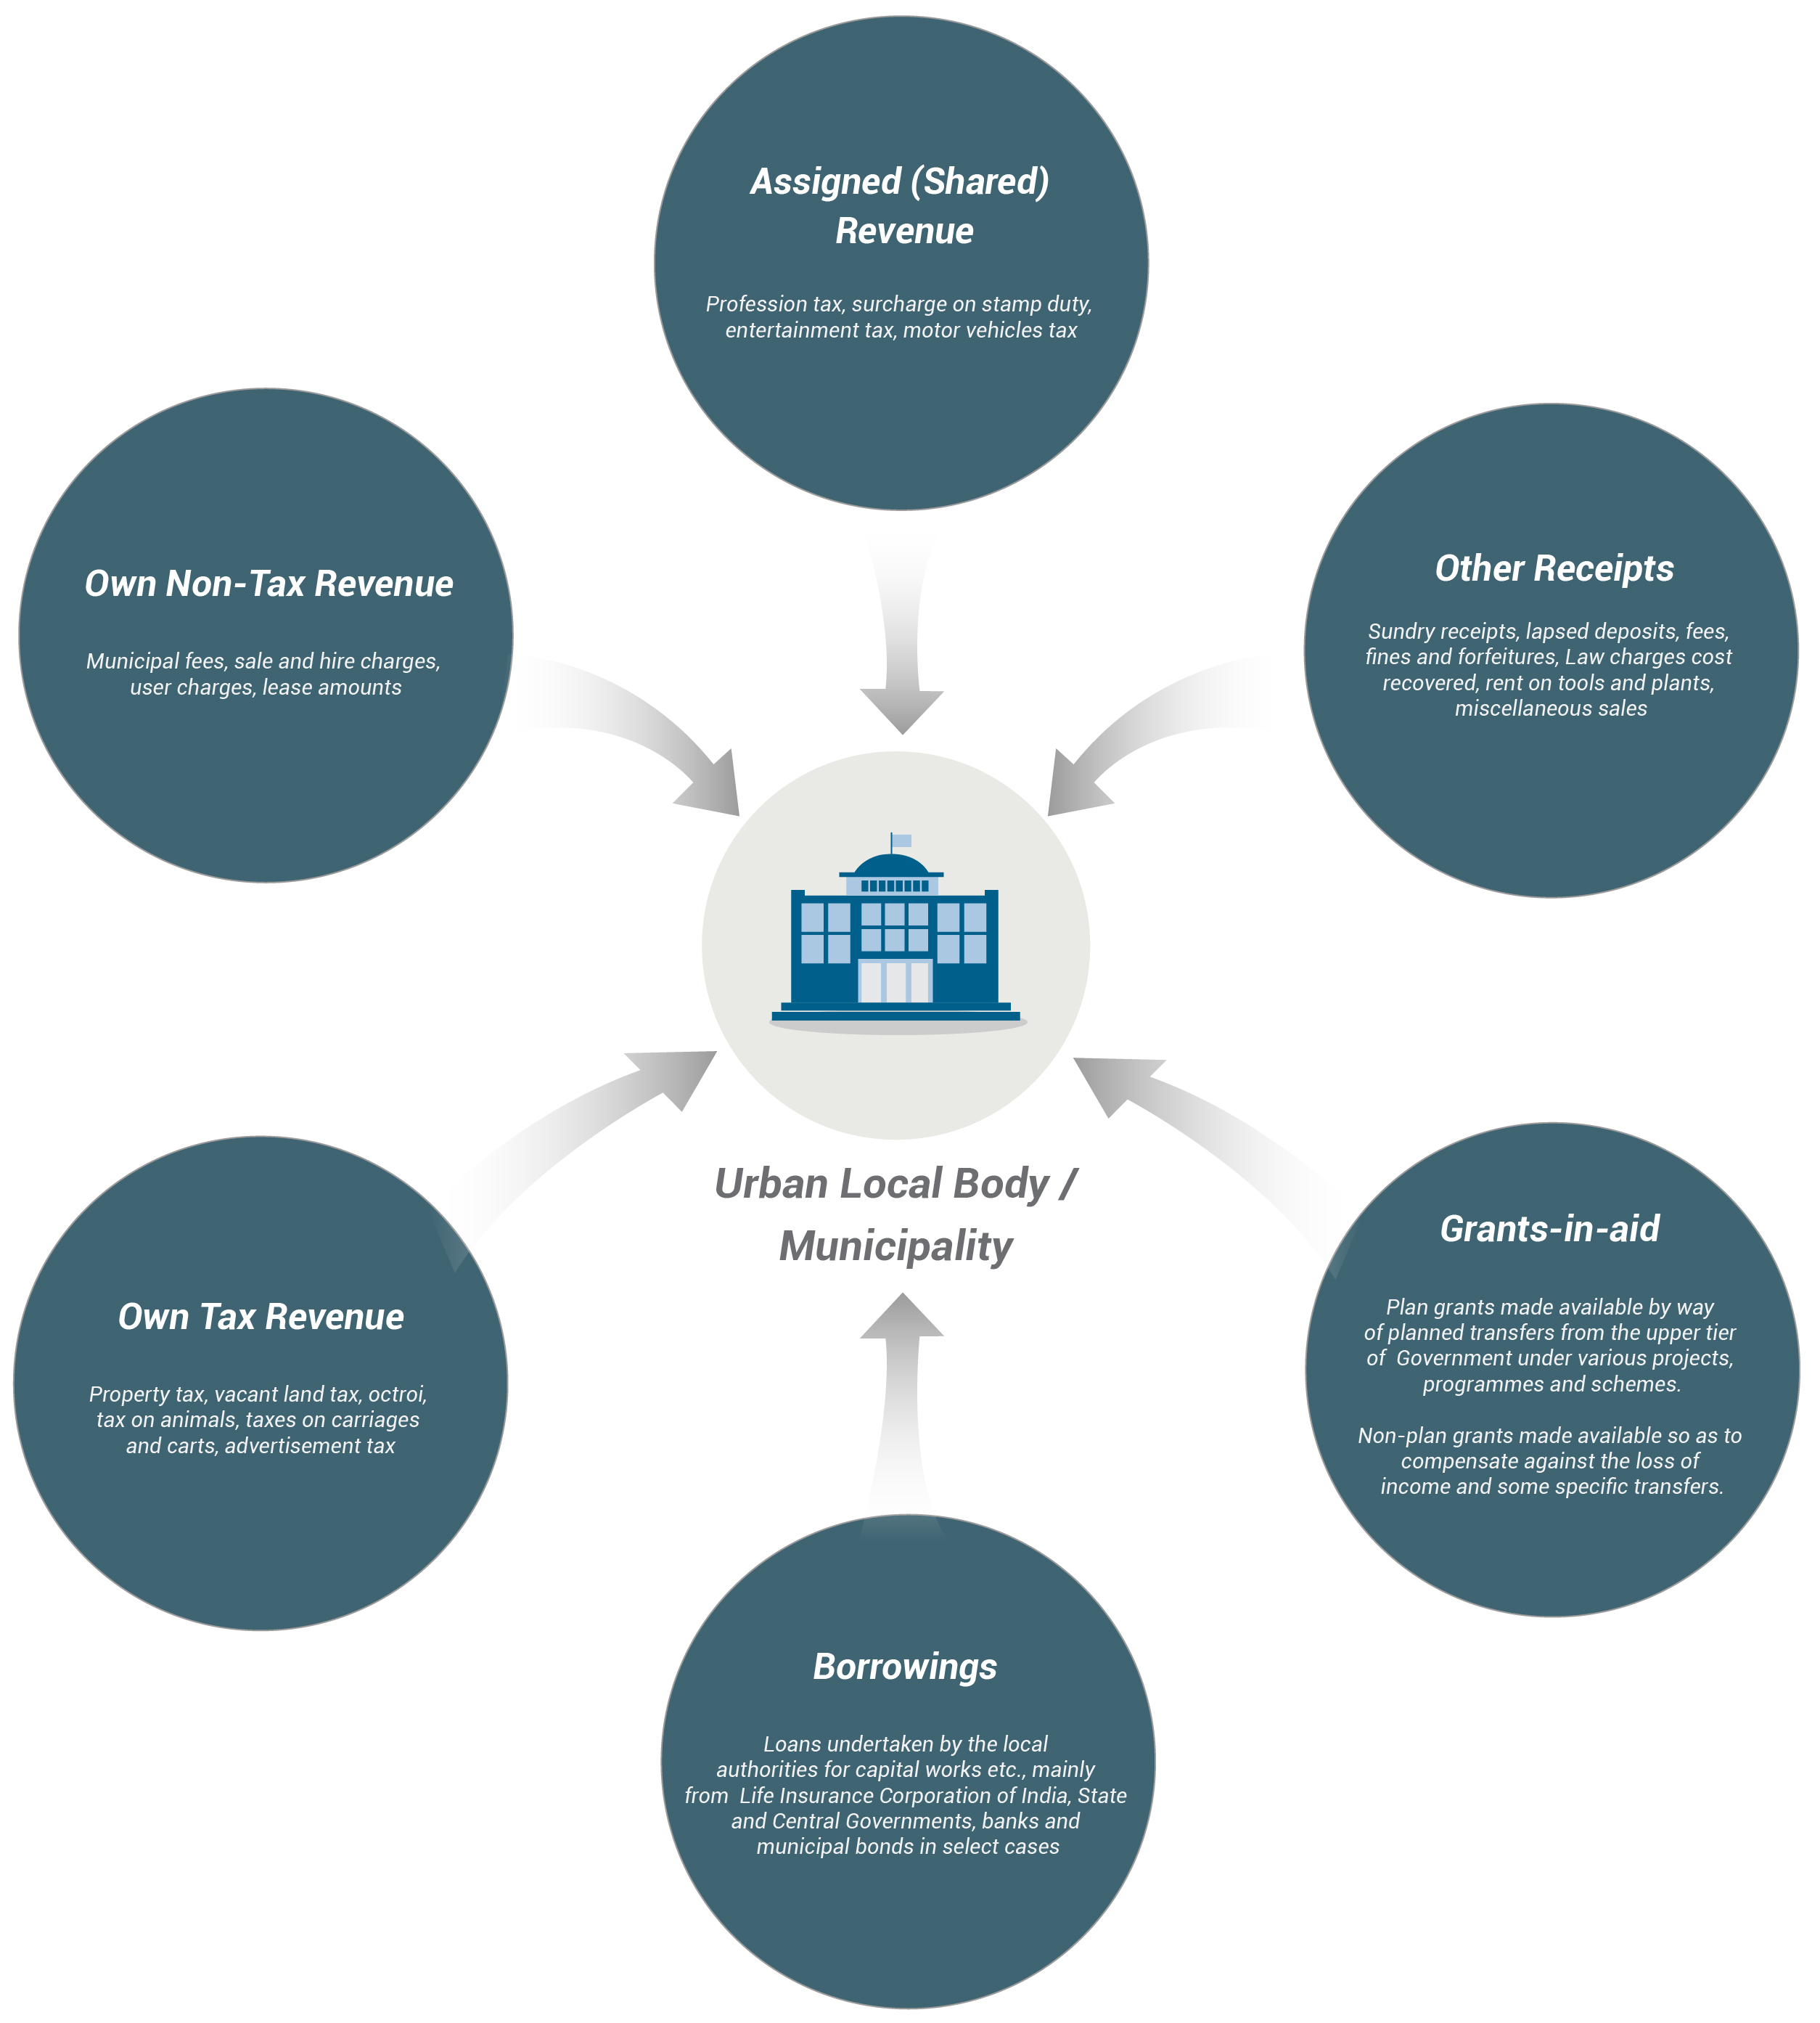 Assigned (Shared)
Revenue
Profession tax, surcharge on stamp duty,
entertainment tax, motor vehicles tax
Own Non-Tax Revenue
Municipal fees, sale and hire charges,
user charges, lease amounts
Other Receipts
Sundry receipts, lapsed deposits, fees,
fines and forfeitures, Law charges cost
recovered, rent on tools and plants,
miscellaneous sales
Urban Local Body /
Municipality
Own Tax Revenue
Property tax, vacant land tax, octroi,
tax on animals, taxes on carriages
and carts, advertisement tax
Grants-in-aid
Plan grants made available by way
of planned transfers from the upper tier
of  Government under various projects,
programmes and schemes.
Non-plan grants made available so as to
compensate against the loss of
income and some specific transfers.
Borrowings
Loans undertaken by the local
authorities for capital works etc., mainly
from  Life Insurance Corporation of India, State
and Central Governments, banks and
municipal bonds in select cases